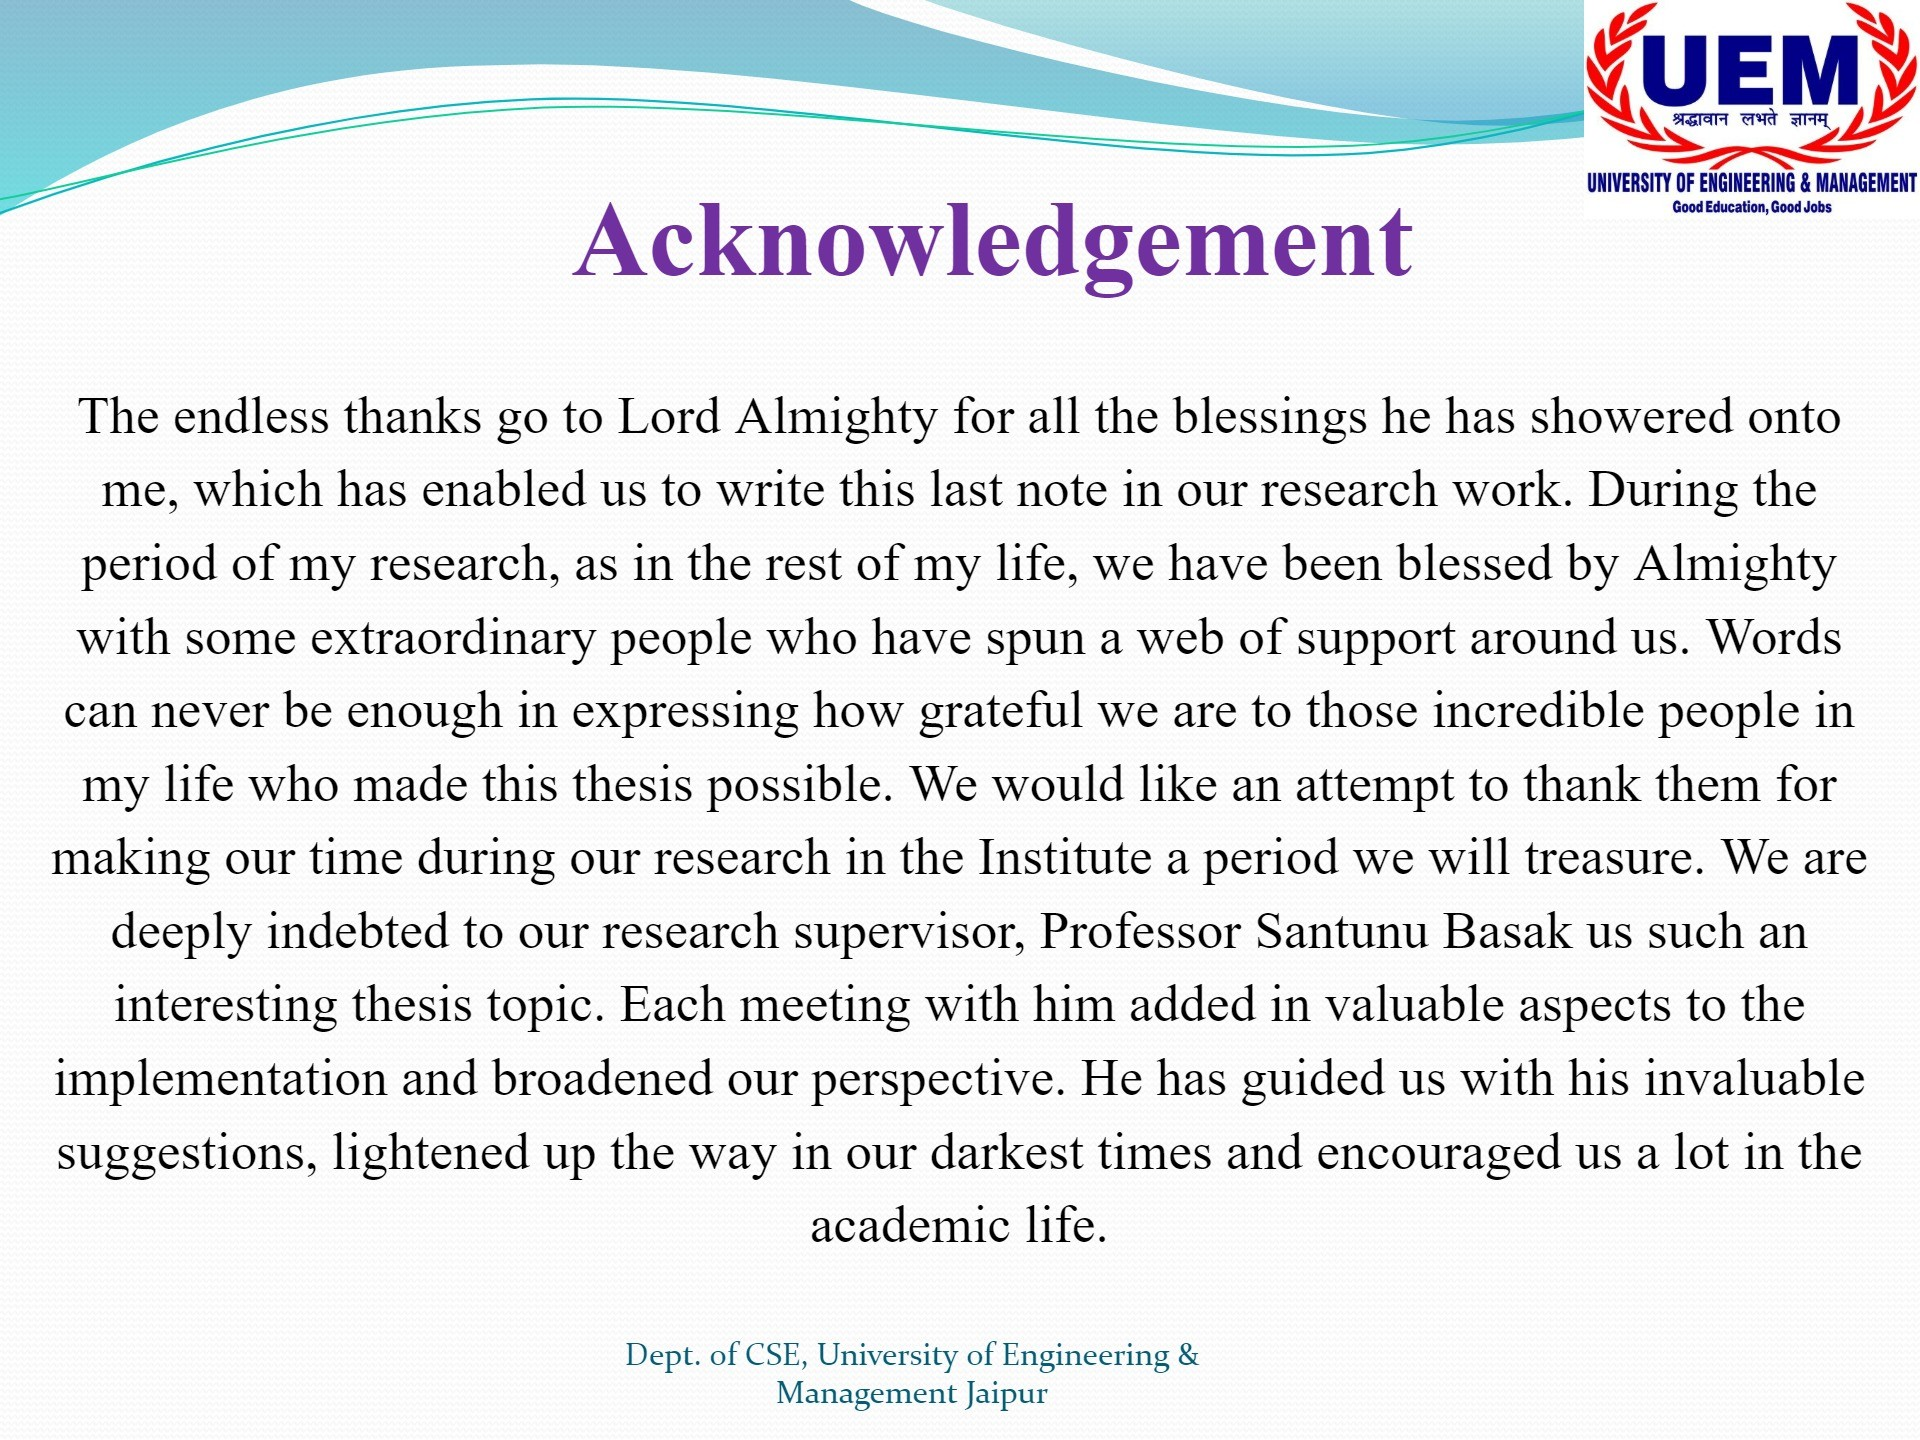 UEM
श्रद्धावान लभते ज्ञानम्
UNIVERSITY OF ENGINEERING & MANAGEMENT
Good Education, Good Jobs
Acknowledgement
The endless thanks go to Lord Almighty for all the blessings he has showered onto
me, which has enabled us to write this last note in our research work. During the
period of my research, as in the rest of my life, we have been blessed by Almighty
with some extraordinary people who have spun a web of support around us. Words
can never be enough in expressing how grateful we are to those incredible people in
my life who made this thesis possible. We would like an attempt to thank them for
making our time during our research in the Institute a period we will treasure. We are
deeply indebted to our research supervisor, Professor Santunu Basak us such an
interesting thesis topic. Each meeting with him added in valuable aspects to the
implementation and broadened our perspective. He has guided us with his invaluable
suggestions, lightened up the way in our darkest times and encouraged us a lot in the
academic life.
Dept. of CSE, University of Engineering &
Management Jaipur